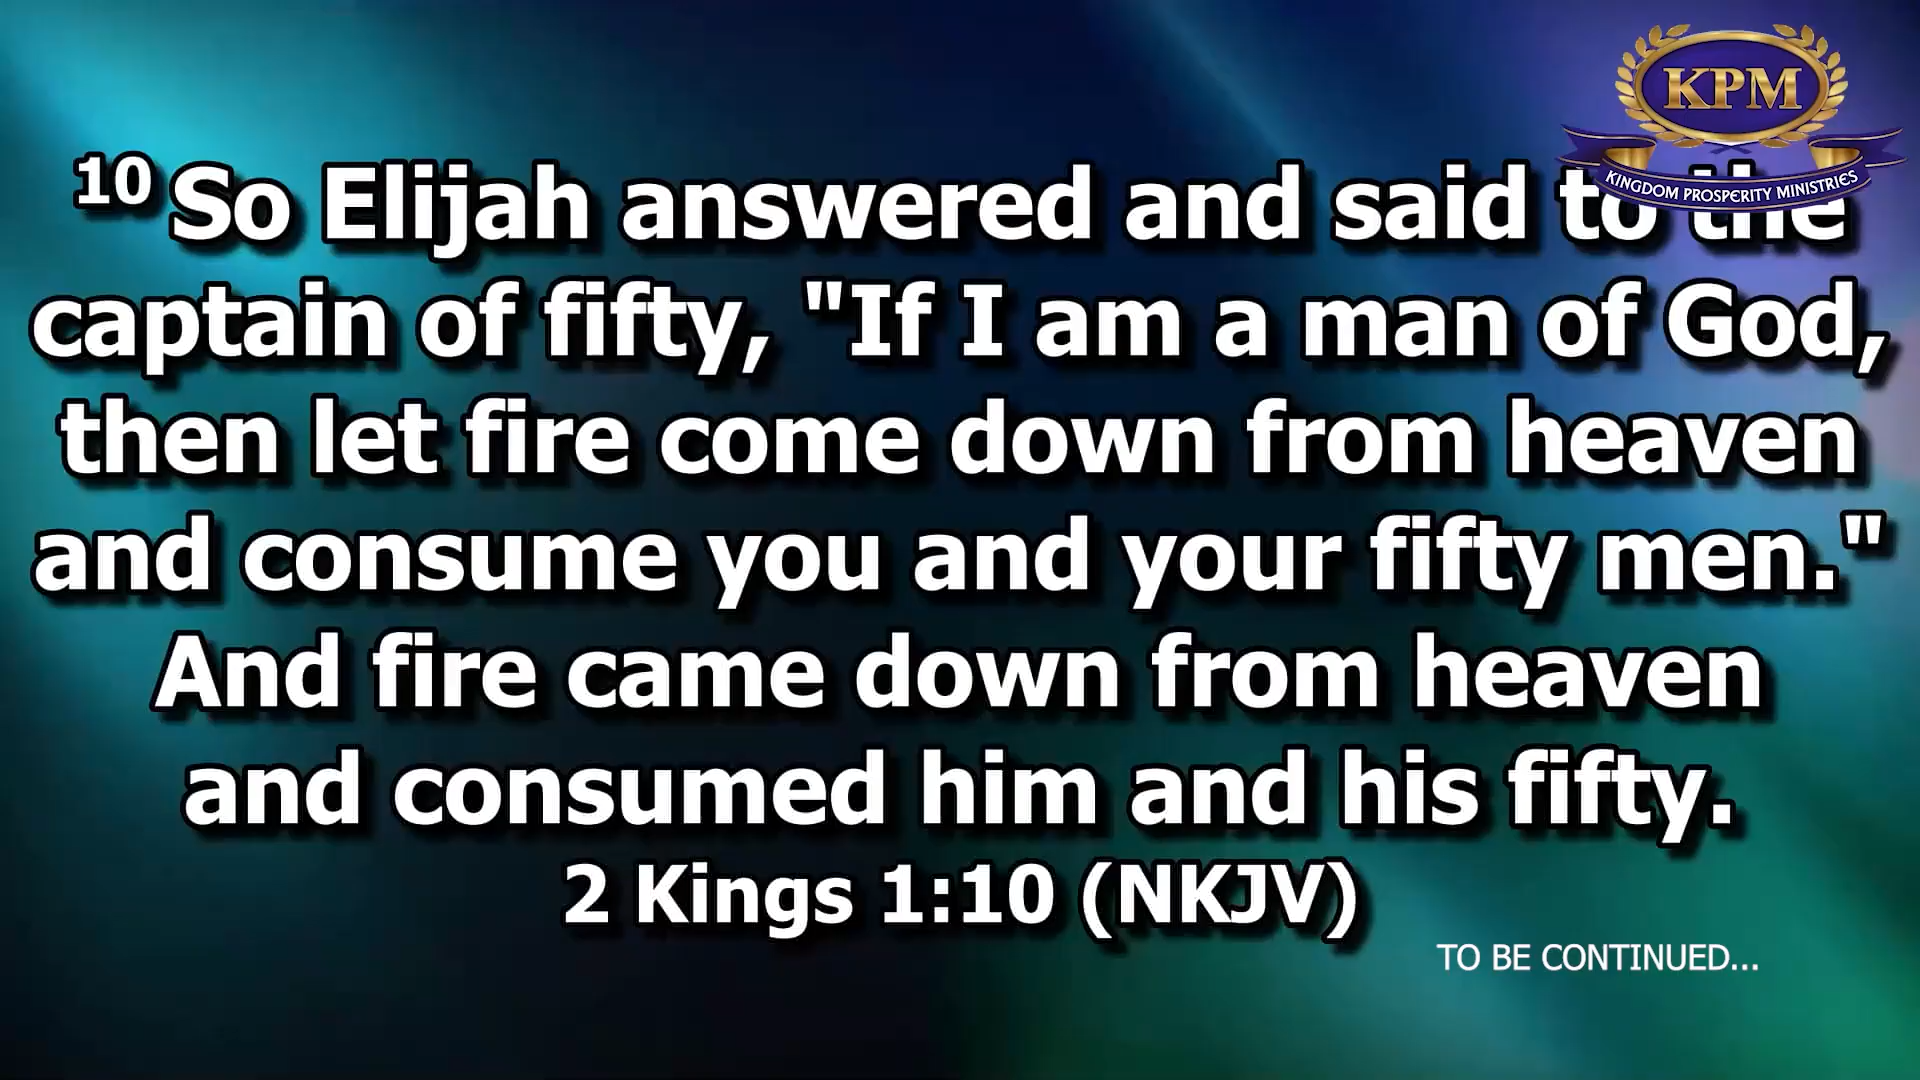 KPM
KINGDOM PROSPERITY MINISTRIES
10 So Elijah answered and said to the
captain of fifty, "If I am a man of God,
then let fire come down from heaven
and consume you and your fifty men."
And fire came down from heaven
and consumed him and his fifty.
2 Kings 1:10 (NKJV)
TO BE CONTINUED...